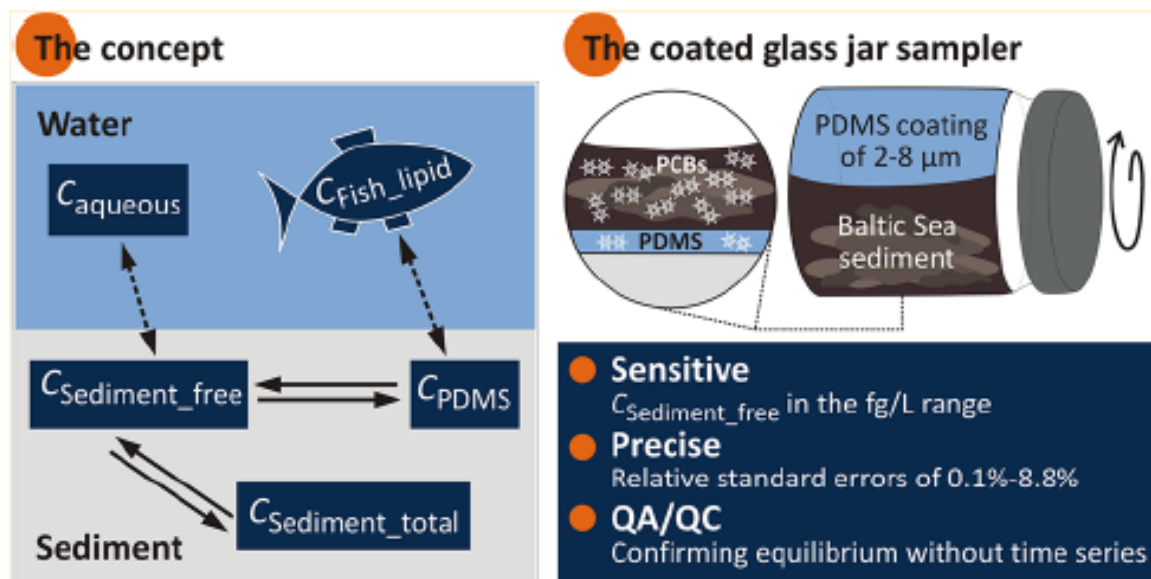 The concept
Water
Caqueous
CFish_lipid
CSediment_free
CPDMS
CSediment_total
Sediment
The coated glass jar sampler
PCBs
PDMS
PDMS coating
of 2-8 µm
Baltic Sea
sediment
Sensitive
CSediment_free in the fg/L range
Precise
Relative standard errors of 0.1%-8.8%
QA/QC
Confirming equilibrium without time series